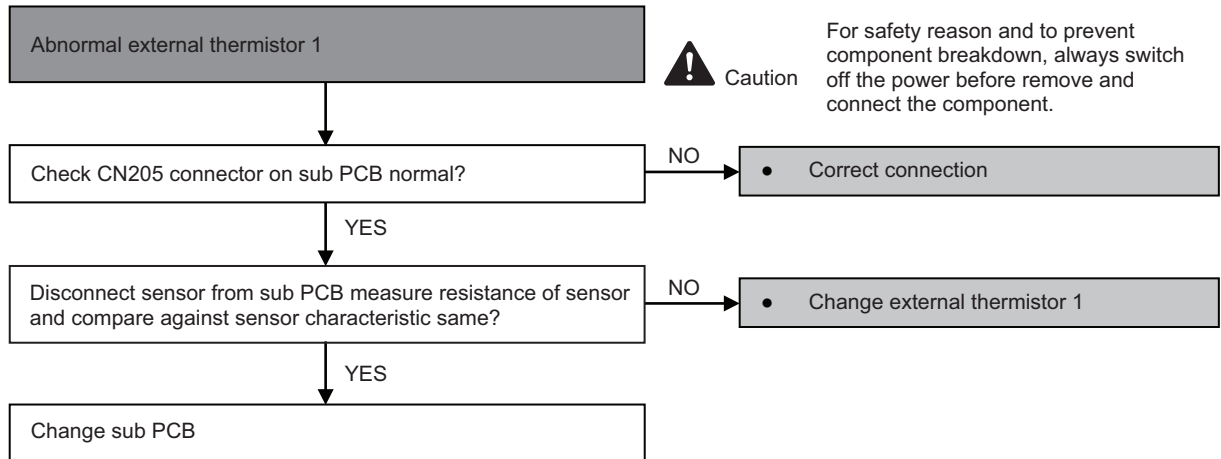 Abnormal external thermistor 1
Caution
For safety reason and to prevent
component breakdown, always switch
off the power before remove and
connect the component.
Check CN205 connector on sub PCB normal?
NO
● Correct connection
YES
Disconnect sensor from sub PCB measure resistance of sensor
and compare against sensor characteristic same?
NO
● Change external thermistor 1
YES
Change sub PCB